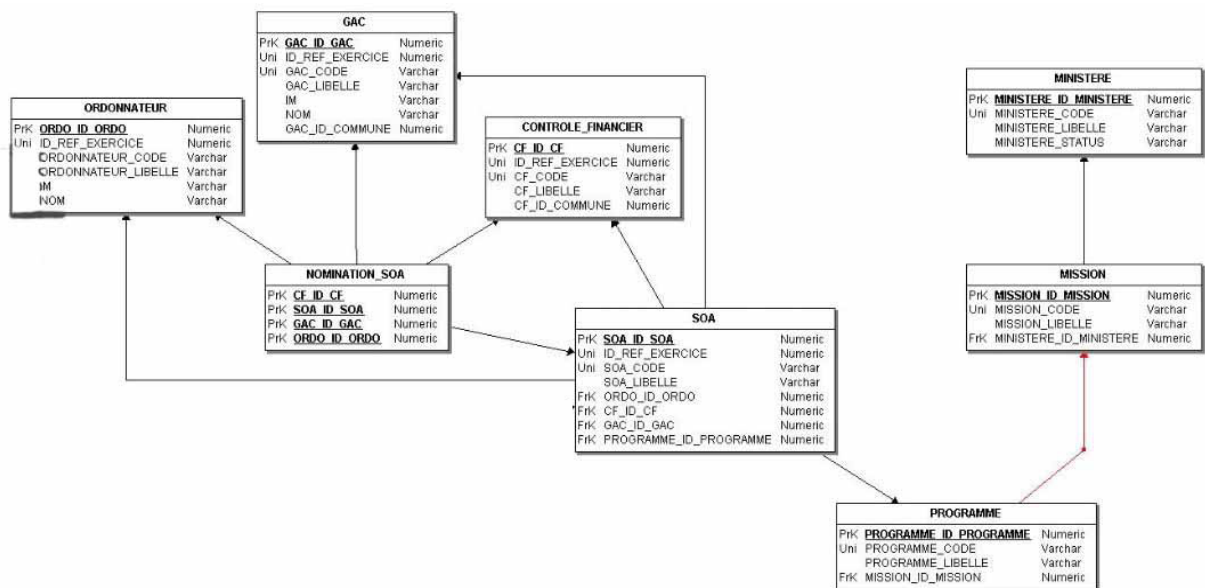 GAC
PrK GAC_ID_GAC Numeric
Uni ID_REF_EXERCICE Numeric
Uni GAC_CODE Varchar
GAC_LIBELLE Varchar
IM Varchar
NOM Varchar
GAC_ID_COMMUNE Numeric
ORDONNATEUR
PrK ORDO_ID_ORDO Numeric
Uni ID_REF_EXERCICE Numeric
ORDONNATEUR_CODE Varchar
ORDONNATEUR_LIBELLE Varchar
IM Varchar
NOM Varchar
CONTROLE_FINANCIER
PrK CF_ID_CF Numeric
Uni ID_REF_EXERCICE Numeric
Uni CF_CODE Varchar
CF_LIBELLE Varchar
CF_ID_COMMUNE Numeric
MINISTERE
PrK MINISTERE_ID_MINISTERE Numeric
Uni MINISTERE_CODE Varchar
MINISTERE_LIBELLE Varchar
MINISTERE_STATUS Varchar
NOMINATION_SOA
PrK CF_ID_CF Numeric
PrK SOA_ID_SOA Numeric
PrK GAC_ID_GAC Numeric
PrK ORDO_ID_ORDO Numeric
MISSION
PrK MISSION_ID_MISSION Numeric
Uni MISSION_CODE Varchar
MISSION_LIBELLE Varchar
FrK MINISTERE_ID_MINISTERE Numeric
SOA
PrK SOA_ID_SOA Numeric
Uni ID_REF_EXERCICE Numeric
Uni SOA_CODE Varchar
SOA_LIBELLE Varchar
FrK ORDO_ID_ORDO Numeric
FrK CF_ID_CF Numeric
FrK GAC_ID_GAC Numeric
FrK PROGRAMME_ID_PROGRAMME Numeric
PROGRAMME
PrK PROGRAMME_ID_PROGRAMME Numeric
Uni PROGRAMME_CODE Varchar
PROGRAMME_LIBELLE Varchar
FrK MISSION_ID_MISSION Numeric